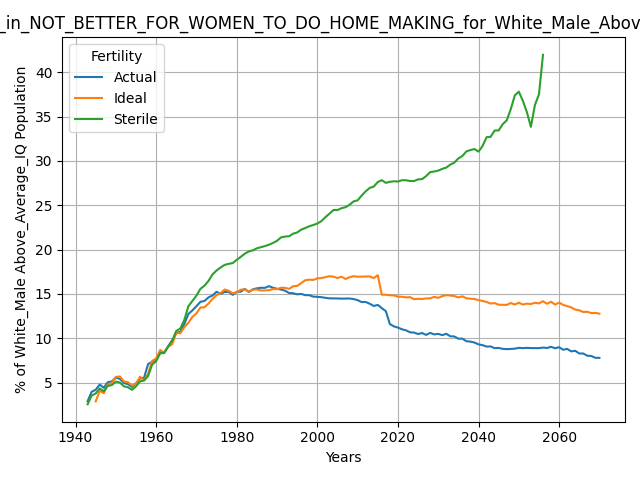 _in_NOT_BETTER_FOR_WOMEN_TO_DO_HOME_MAKING_for_White_Male_Abov
Fertility
Actual
Ideal
Sterile
% of White_Male Above_Average_IQ Population
40
35
30
25
20
15
10
5
1940 1960 1980 2000 2020 2040 2060
Years